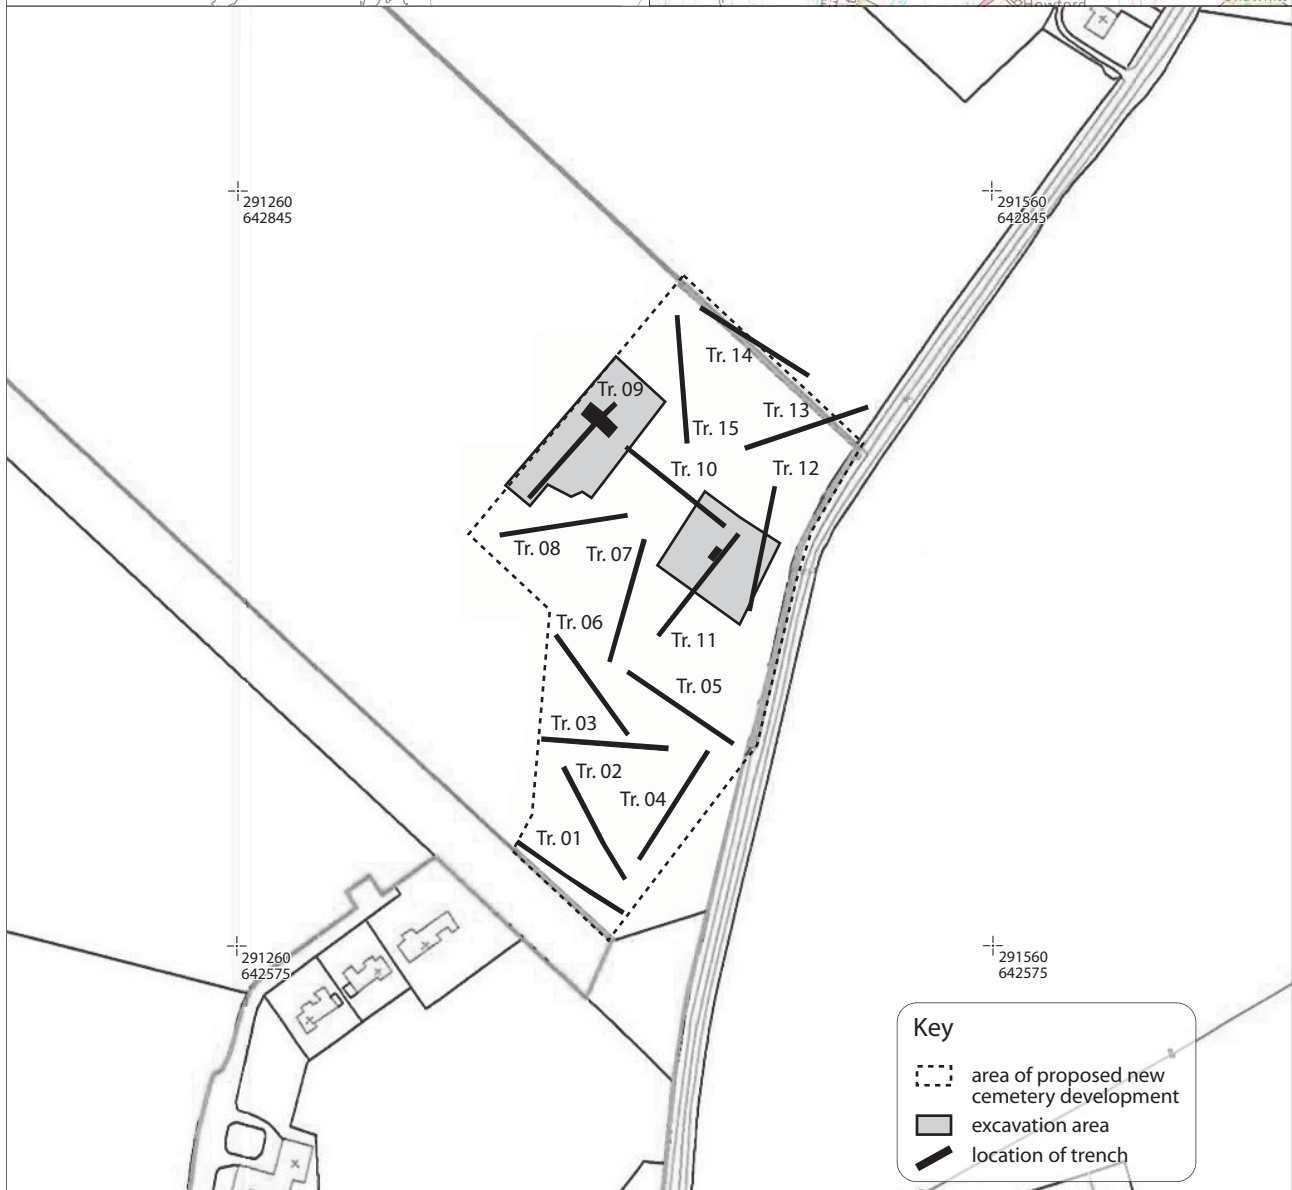 Howford
291260
642845
291560
642845
Tr. 14
Tr. 09
Tr. 13
Tr. 15
Tr. 10
Tr. 12
Tr. 08
Tr. 07
Tr. 06
Tr. 11
Tr. 05
Tr. 03
Tr. 02
Tr. 04
Tr. 01
291260
642575
291560
642575
Key
area of proposed new
cemetery development
excavation area
location of trench